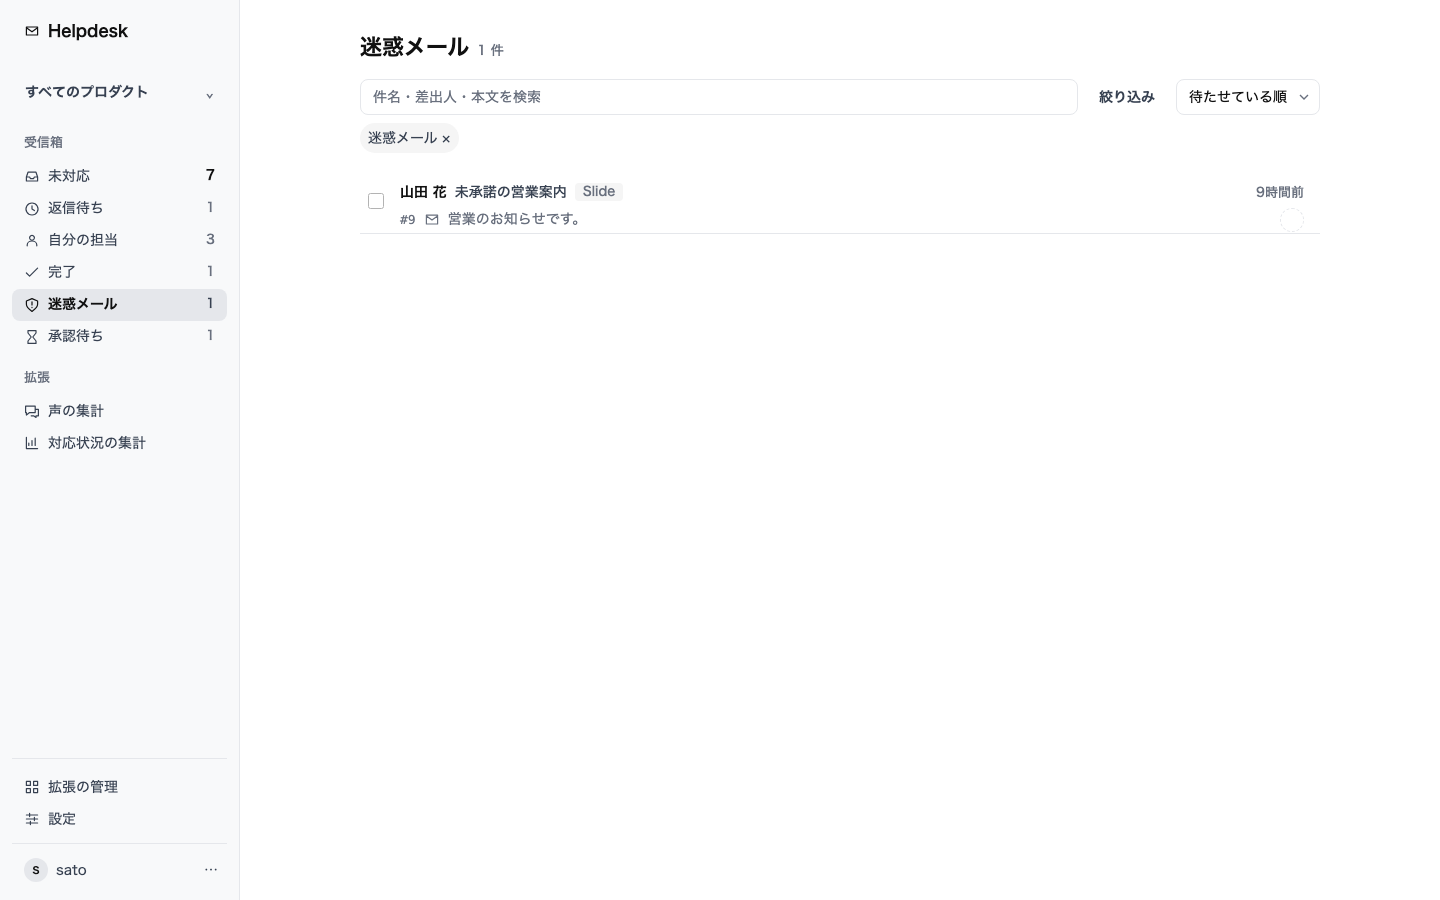 Helpdesk
すべてのプロダクト
受信箱
未対応 7
返信待ち 1
自分の担当 3
完了 1
迷惑メール 1
承認待ち 1
拡張
声の集計
対応状況の集計
拡張の管理
設定
S sato …
迷惑メール 1 件
件名・差出人・本文を検索 絞り込み 待たせている順
迷惑メール ×
山田 花 未承諾の営業案内 Slide 9時間前
#9 営業のお知らせです。